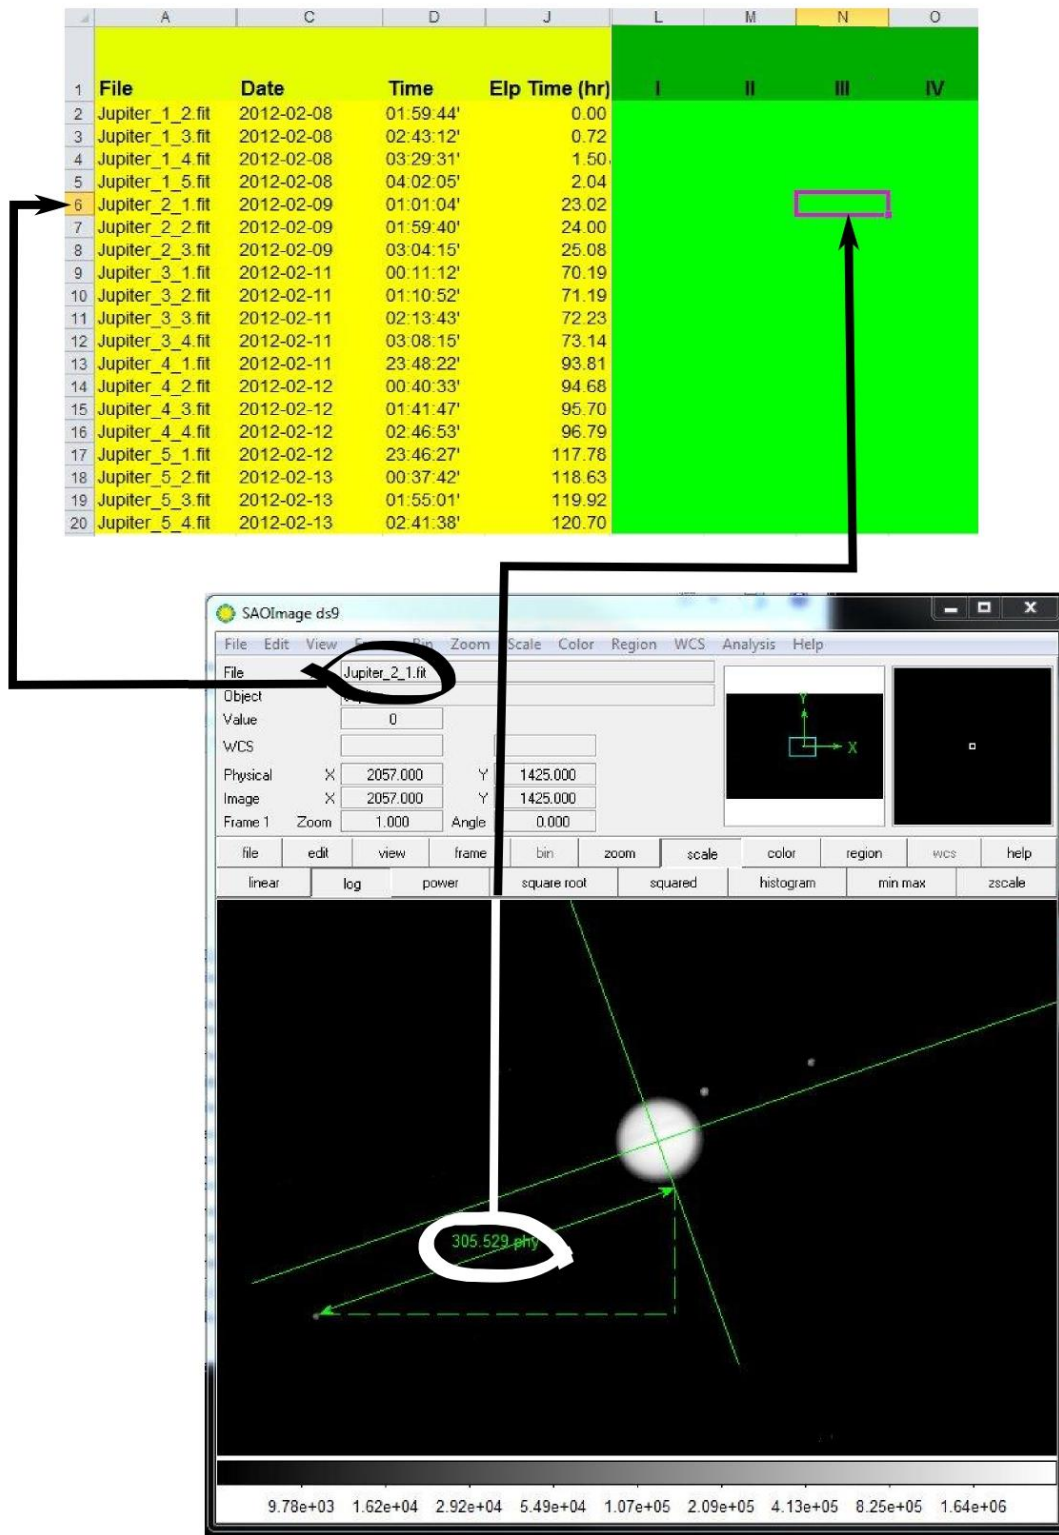 A C D J L M N O
1 File Date Time Elp Time (hr) I II III IV
2 Jupiter_1_2.fit 2012-02-08 01:59:44' 0.00
3 Jupiter_1_3.fit 2012-02-08 02:43:12' 0.72
4 Jupiter_1_4.fit 2012-02-08 03:29:31' 1.50
5 Jupiter_1_5.fit 2012-02-08 04:02:05' 2.04
6 Jupiter_2_1.fit 2012-02-09 01:01:04' 23.02
7 Jupiter_2_2.fit 2012-02-09 01:59:40' 24.00
8 Jupiter_2_3.fit 2012-02-09 03:04:15' 25.08
9 Jupiter_3_1.fit 2012-02-11 00:11:12' 70.19
10 Jupiter_3_2.fit 2012-02-11 01:10:52' 71.19
11 Jupiter_3_3.fit 2012-02-11 02:13:43' 72.23
12 Jupiter_3_4.fit 2012-02-11 03:08:15' 73.14
13 Jupiter_4_1.fit 2012-02-11 23:48:22' 93.81
14 Jupiter_4_2.fit 2012-02-12 00:40:33' 94.68
15 Jupiter_4_3.fit 2012-02-12 01:41:47' 95.70
16 Jupiter_4_4.fit 2012-02-12 02:46:53' 96.79
17 Jupiter_5_1.fit 2012-02-12 23:46:27' 117.78
18 Jupiter_5_2.fit 2012-02-13 00:37:42' 118.63
19 Jupiter_5_3.fit 2012-02-13 01:55:01' 119.92
20 Jupiter_5_4.fit 2012-02-13 02:41:38' 120.70
SAOImage ds9
File Edit View Zoom Scale Color Region WCS Analysis Help
File Jupiter_2_1.fit
Object
Value 0
WCS
Physical X 2057.000 Y 1425.000
Image X 2057.000 Y 1425.000
Frame 1 Zoom 1.000 Angle 0.000
Y
X
file edit view frame bin zoom scale color region wcs help
linear log power square root squared histogram min max zscale
305.529 phy
9.78e+03 1.62e+04 2.92e+04 5.49e+04 1.07e+05 2.09e+05 4.13e+05 8.25e+05 1.64e+06